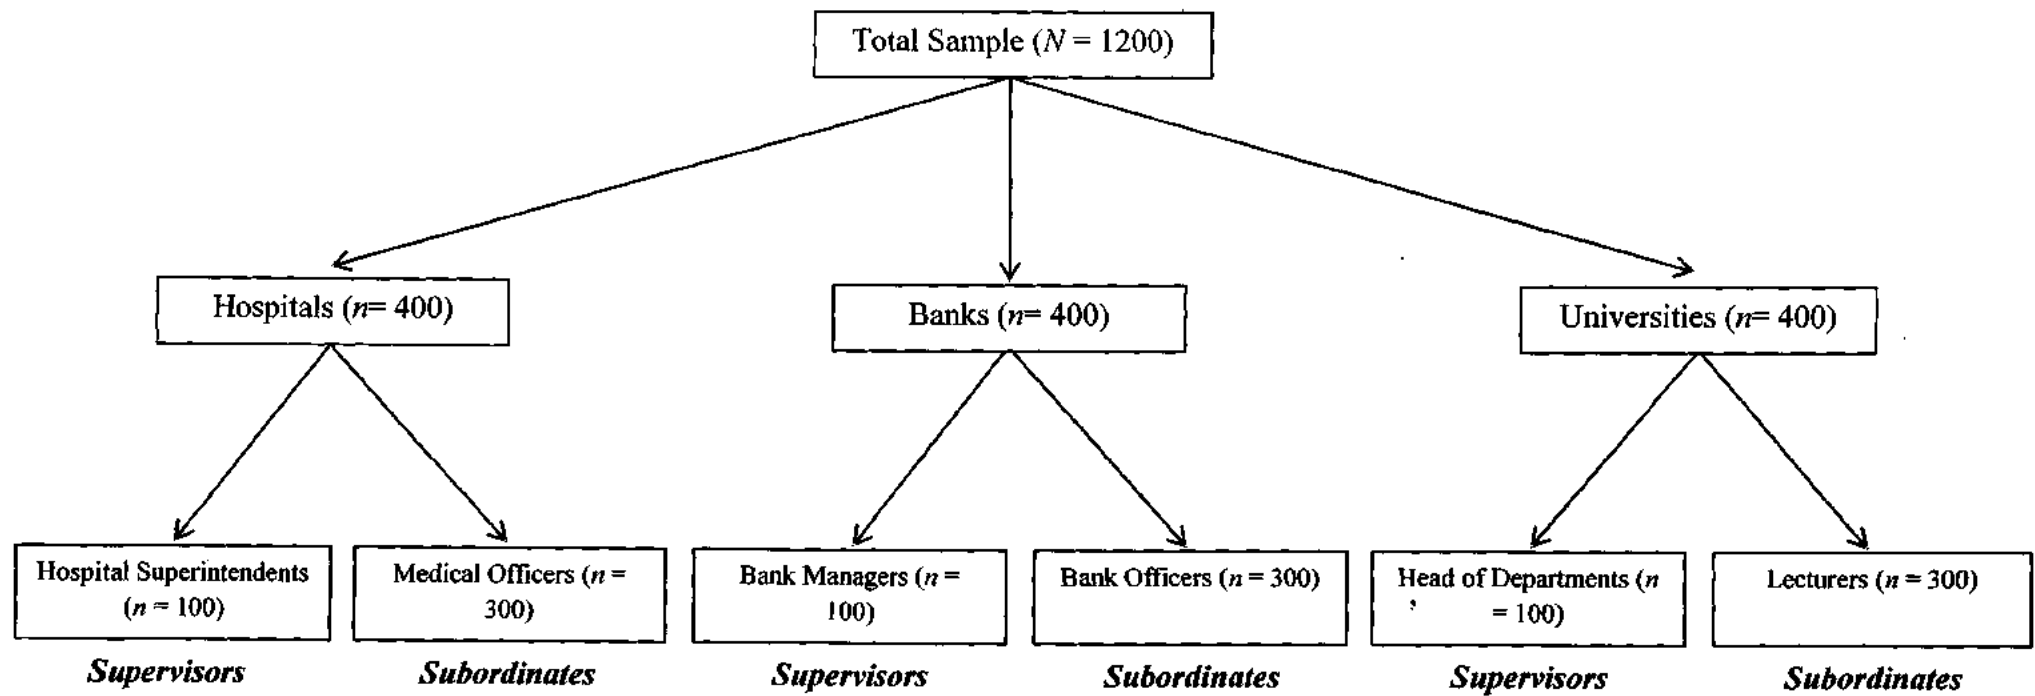 Total Sample (N = 1200)
Hospitals (n= 400)
Banks (n= 400)
Universities (n= 400)
Hospital Superintendents
(n = 100)
Medical Officers (n =
300)
Bank Managers (n =
100)
Bank Officers (n = 300)
Head of Departments (n
= 100)
Lecturers (n = 300)
Supervisors
Subordinates
Supervisors
Subordinates
Supervisors
Subordinates